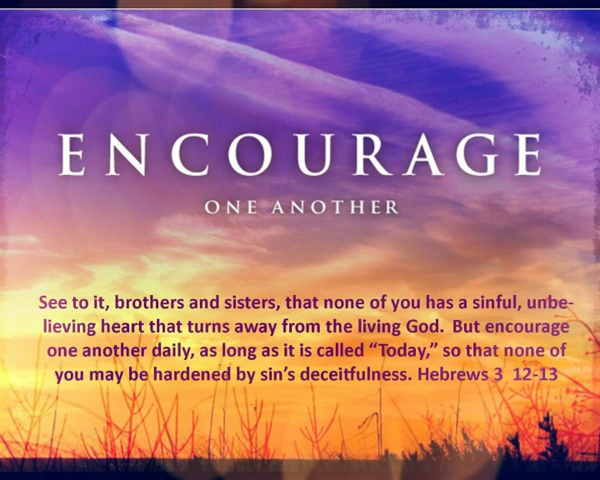 ENCOURAGE
ONE ANOTHER
See to it, brothers and sisters, that none of you has a sinful, unbe-
lieving heart that turns away from the living God.  But encourage
one another daily, as long as it is called “Today,” so that none of
you may be hardened by sin’s deceitfulness. Hebrews 3  12-13